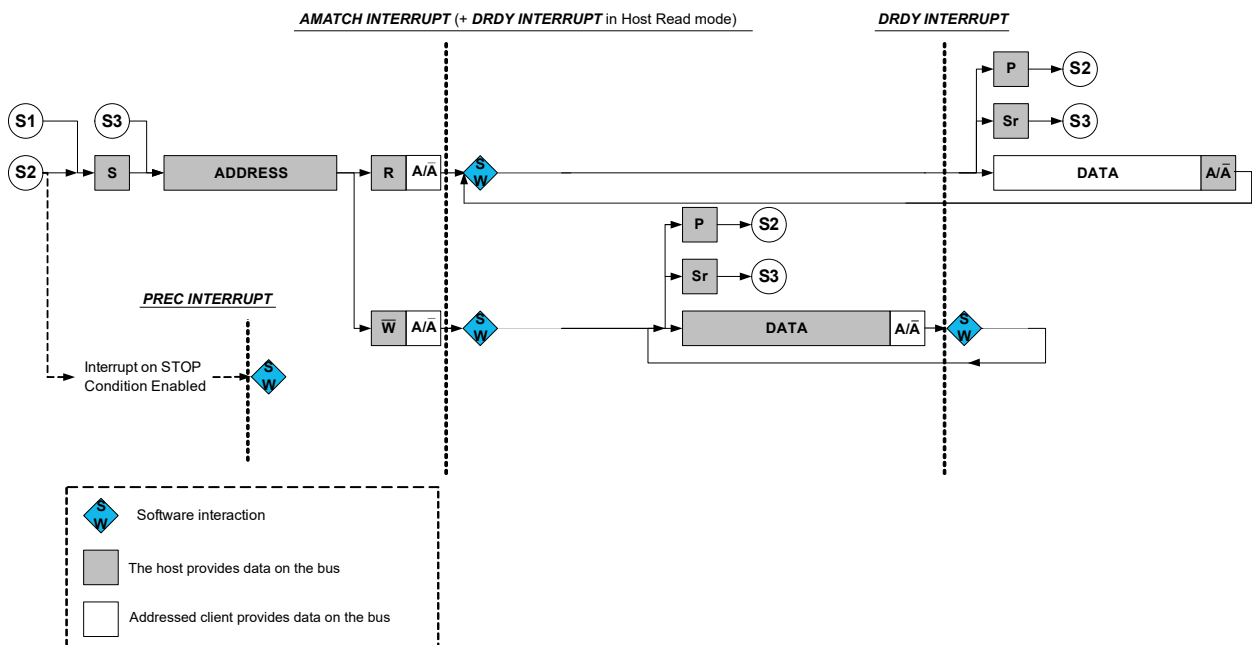 AMATCH INTERRUPT (+ DRDY INTERRUPT in Host Read mode)
DRDY INTERRUPT
P
S2
S1
S3
Sr
S3
S2
S
ADDRESS
R
A/A̅
S
W
DATA
A/A̅
P
S2
Sr
S3
PREC INTERRUPT
W̅
A/A̅
S
W
DATA
A/A̅
S
W
Interrupt on STOP
Condition Enabled
S
W
S
W
Software interaction
The host provides data on the bus
Addressed client provides data on the bus